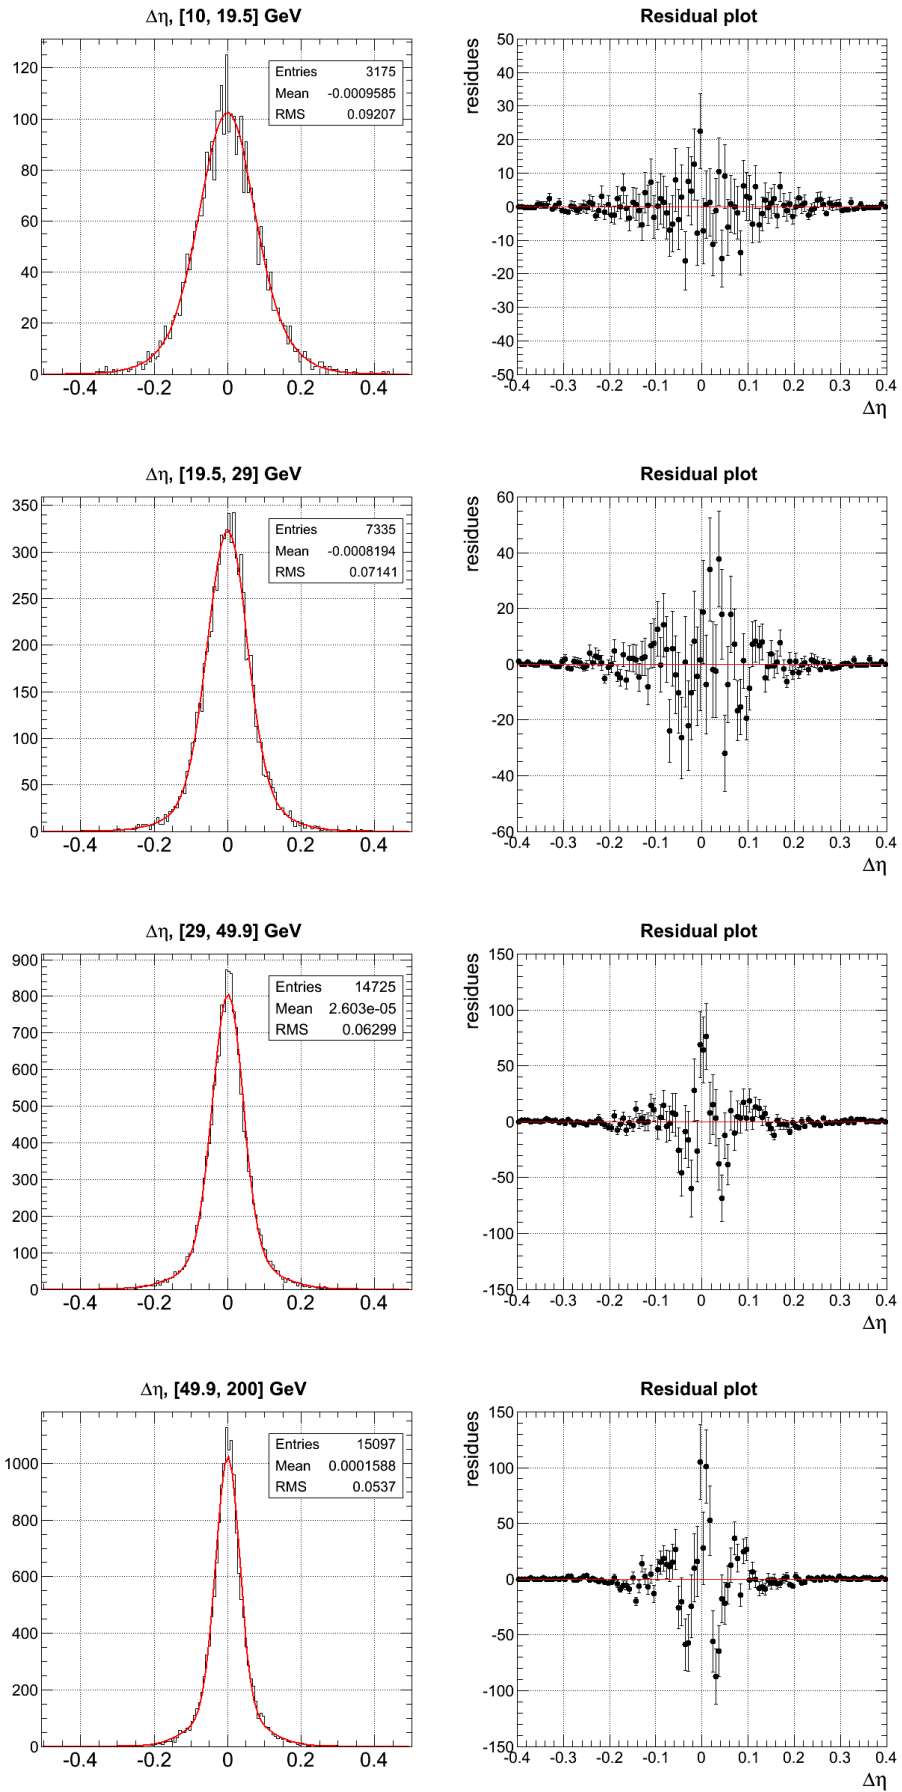 Δη, [10, 19.5] GeV
Entries 3175
Mean -0.0009585
RMS 0.09207
120
100
80
60
40
20
0
-0.4 -0.2 0 0.2 0.4
Residual plot
residues
50
40
30
20
10
0
-10
-20
-30
-40
-50
-0.4 -0.3 -0.2 -0.1 0 0.1 0.2 0.3 0.4
Δη
Δη, [19.5, 29] GeV
Entries 7335
Mean -0.0008194
RMS 0.07141
350
300
250
200
150
100
50
0
-0.4 -0.2 0 0.2 0.4
Residual plot
residues
60
40
20
0
-20
-40
-60
-0.4 -0.3 -0.2 -0.1 0 0.1 0.2 0.3 0.4
Δη
Δη, [29, 49.9] GeV
Entries 14725
Mean 2.603e-05
RMS 0.06299
900
800
700
600
500
400
300
200
100
0
-0.4 -0.2 0 0.2 0.4
Residual plot
residues
150
100
50
0
-50
-100
-150
-0.4 -0.3 -0.2 -0.1 0 0.1 0.2 0.3 0.4
Δη
Δη, [49.9, 200] GeV
Entries 15097
Mean 0.0001588
RMS 0.0537
1000
800
600
400
200
0
-0.4 -0.2 0 0.2 0.4
Residual plot
residues
150
100
50
0
-50
-100
-150
-0.4 -0.3 -0.2 -0.1 0 0.1 0.2 0.3 0.4
Δη